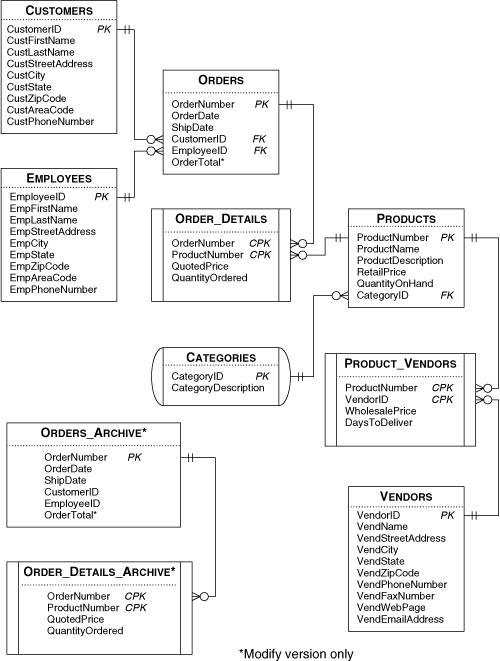 CUSTOMERS
CustomerID PK
CustFirstName
CustLastName
CustStreetAddress
CustCity
CustState
CustZipCode
CustAreaCode
CustPhoneNumber
ORDERS
OrderNumber PK
OrderDate
ShipDate
CustomerID FK
EmployeeID FK
OrderTotal*
EMPLOYEES
EmployeeID PK
EmpFirstName
EmpLastName
EmpStreetAddress
EmpCity
EmpState
EmpZipCode
EmpAreaCode
EmpPhoneNumber
ORDER_DETAILS
OrderNumber CPK
ProductNumber CPK
QuotedPrice
QuantityOrdered
PRODUCTS
ProductNumber PK
ProductName
ProductDescription
RetailPrice
QuantityOnHand
CategoryID FK
CATEGORIES
CategoryID PK
CategoryDescription
PRODUCT_VENDORS
ProductNumber CPK
VendorID CPK
WholesalePrice
DaysToDeliver
ORDERS_ARCHIVE*
OrderNumber PK
OrderDate
ShipDate
CustomerID
EmployeeID
OrderTotal*
VENDORS
VendorID PK
VendName
VendStreetAddress
VendCity
VendState
VendZipCode
VendPhoneNumber
VendFaxNumber
VendWebPage
VendEmailAddress
ORDER_DETAILS_ARCHIVE*
OrderNumber CPK
ProductNumber CPK
QuotedPrice
QuantityOrdered
*Modify version only